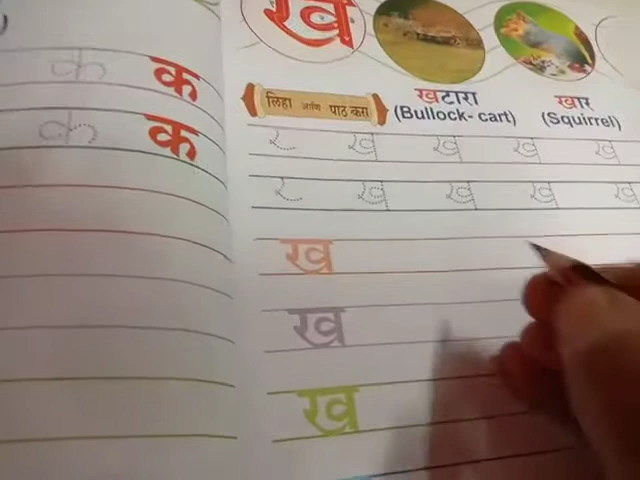 ख
क
क
क
क
लिहा आणि पाठ करा
खटारा
(Bullock- cart)
खार
(Squirrel)
ख ख ख ख
ख ख ख ख
ख
ख
ख